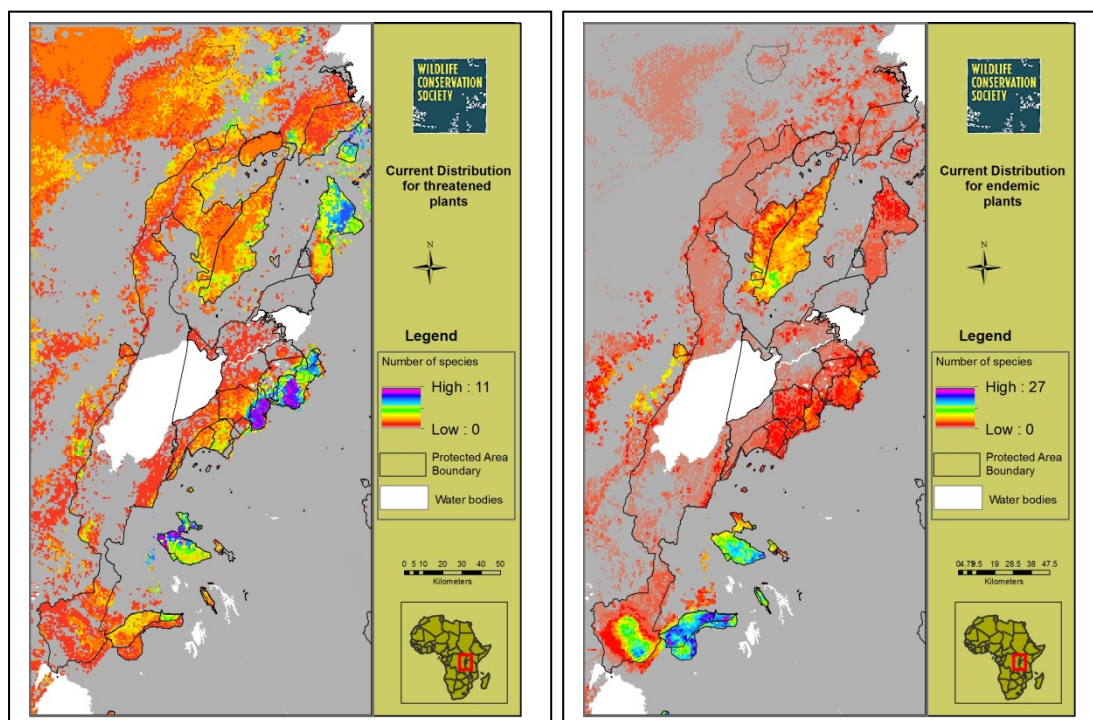 WILDLIFE
CONSERVATION
SOCIETY
Current Distribution
for threatened
plants
N
Legend
Number of species
High : 11
Low : 0
Protected Area
Boundary
Water bodies
0 5 10 20 30 40 50
Kilometers
WILDLIFE
CONSERVATION
SOCIETY
Current Distribution
for endemic
plants
N
Legend
Number of species
High : 27
Low : 0
Protected Area
Boundary
Water bodies
19 28.5 38 47.5
Kilometers